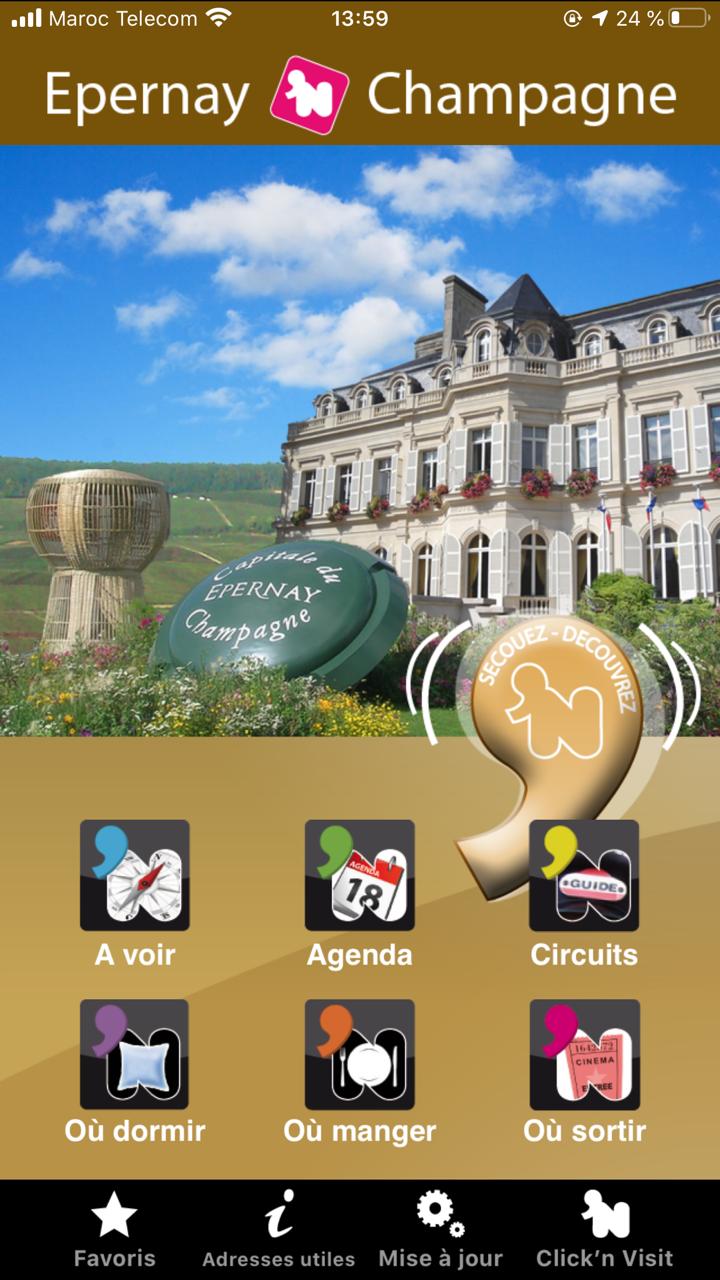 Maroc Telecom 13:59 24 %
Epernay Champagne
Capitale du
EPERNAY
Champagne
SECOUEZ - DECOUVREZ
AGENDA
18
GUIDE
A voir Agenda Circuits
CINEMA
Où dormir Où manger Où sortir
Favoris Adresses utiles Mise à jour Click'n Visit